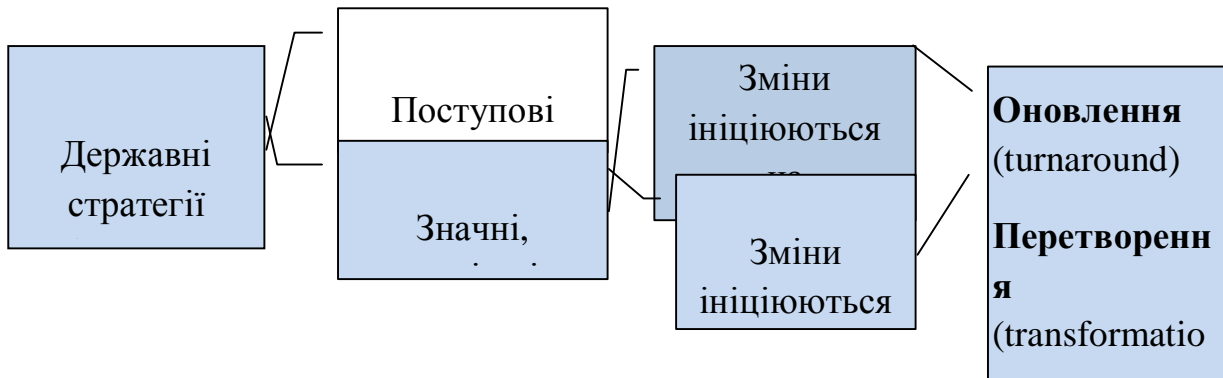 Державні
стратегії
Поступові
Значні,
Зміни
ініціюються
Зміни
ініціюються
Оновлення
(turnaround)
Перетворенн
я
(transformatio